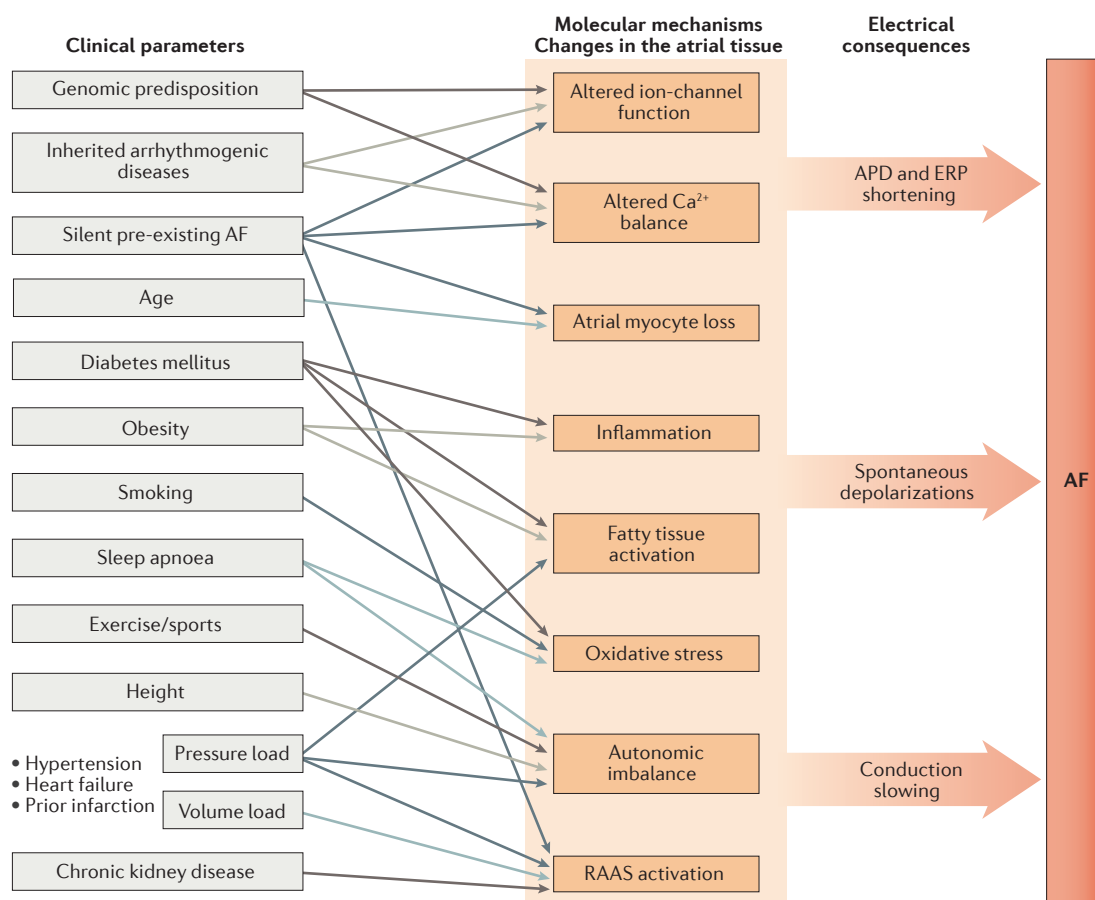 Clinical parameters
Molecular mechanisms
Changes in the atrial tissue
Electrical
consequences
Genomic predisposition
Inherited arrhythmogenic
diseases
Silent pre-existing AF
Age
Diabetes mellitus
Obesity
Smoking
Sleep apnoea
Exercise/sports
Height
• Hypertension
• Heart failure
• Prior infarction
Pressure load
Volume load
Chronic kidney disease
Altered ion-channel
function
Altered Ca²⁺
balance
Atrial myocyte loss
Inflammation
Fatty tissue
activation
Oxidative stress
Autonomic
imbalance
RAAS activation
APD and ERP
shortening
Spontaneous
depolarizations
Conduction
slowing
AF